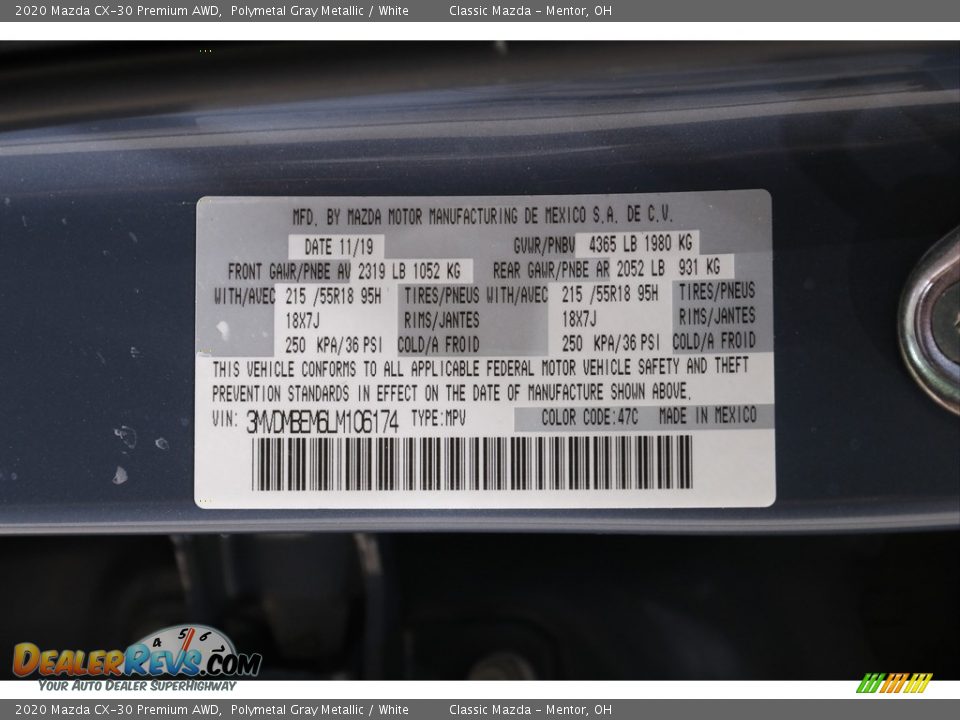 2020 Mazda CX-30 Premium AWD, Polymetal Gray Metallic / White Classic Mazda - Mentor, OH
MFD. BY MAZDA MOTOR MANUFACTURING DE MEXICO S.A. DE C.V.
DATE 11/19 GVWR/PNBV 4365 LB 1980 KG
FRONT GAWR/PNBE AV 2319 LB 1052 KG REAR GAWR/PNBE AR 2052 LB 931 KG
WITH/AVEC 215 /55R18 95H TIRES/PNEUS WITH/AVEC 215 /55R18 95H TIRES/PNEUS
18X7J RIMS/JANTES 18X7J RIMS/JANTES
250 KPA/36 PSI COLD/A FROID 250 KPA/36 PSI COLD/A FROID
THIS VEHICLE CONFORMS TO ALL APPLICABLE FEDERAL MOTOR VEHICLE SAFETY AND THEFT
PREVENTION STANDARDS IN EFFECT ON THE DATE OF MANUFACTURE SHOWN ABOVE.
VIN: 3MVDMBEM6LM106174 TYPE:MPV COLOR CODE:47C MADE IN MEXICO
4 5 6
DEALERREVS.COM
YOUR AUTO DEALER SUPERHIGHWAY
2020 Mazda CX-30 Premium AWD, Polymetal Gray Metallic / White Classic Mazda - Mentor, OH